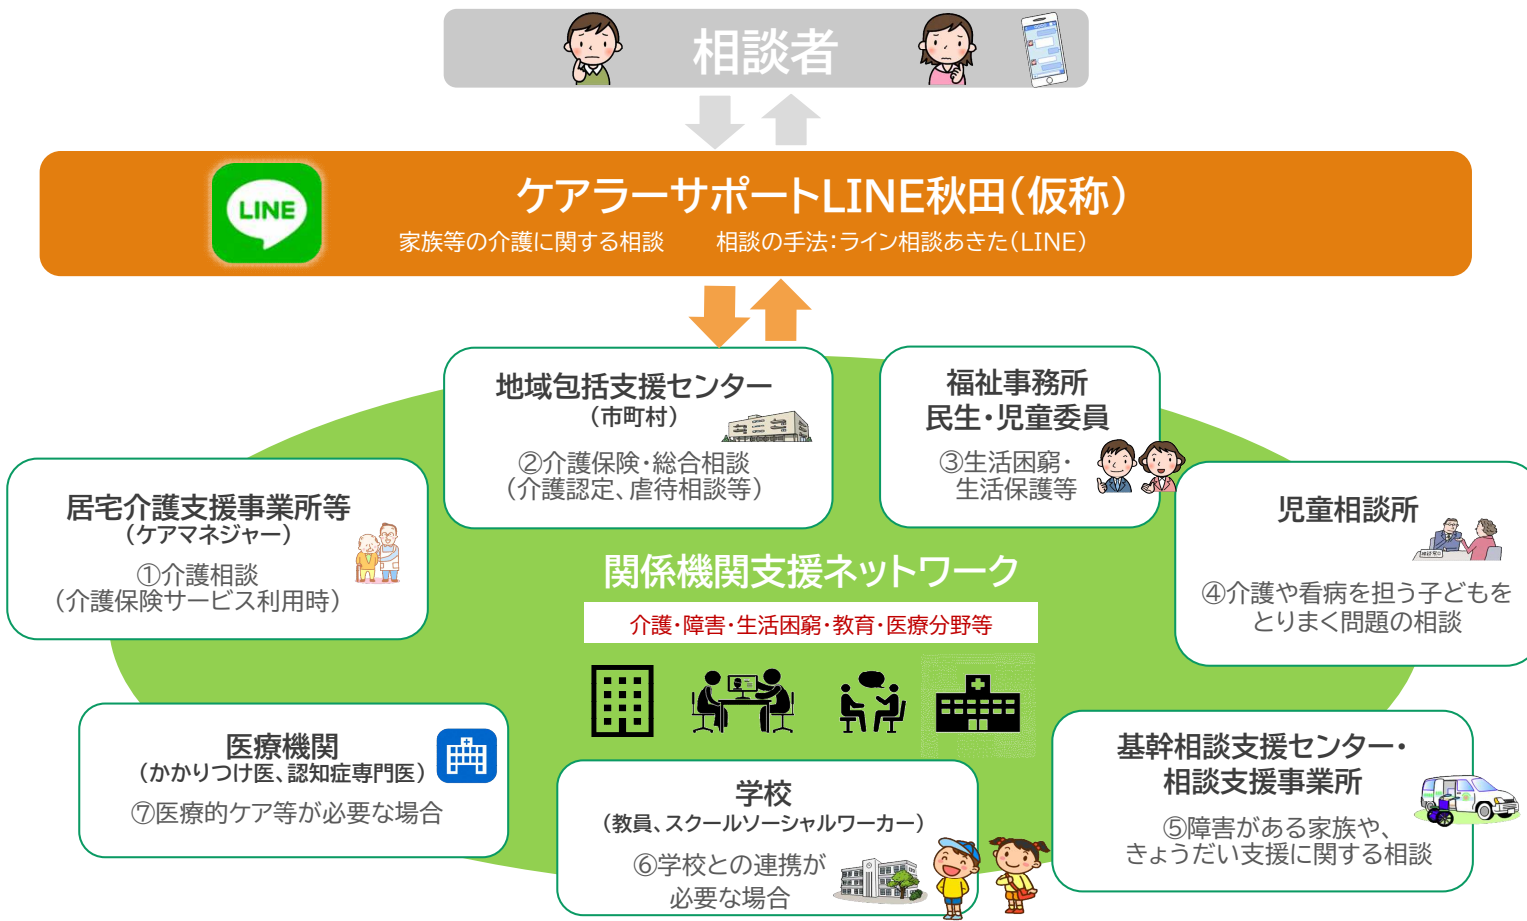 相談者
LINE
ケアラーサポートLINE秋田（仮称）
家族等の介護に関する相談　　相談の手法：ライン相談あきた（LINE）
地域包括支援センター
（市町村）
②介護保険・総合相談
（介護認定、虐待相談等）
福祉事務所
民生・児童委員
③生活困窮・
生活保護等
居宅介護支援事業所等
（ケアマネジャー）
①介護相談
（介護保険サービス利用時）
児童相談所
④介護や看病を担う子どもを
とりまく問題の相談
関係機関支援ネットワーク
介護・障害・生活困窮・教育・医療分野等
医療機関
（かかりつけ医、認知症専門医）
⑦医療的ケア等が必要な場合
学校
（教員、スクールソーシャルワーカー）
⑥学校との連携が
必要な場合
基幹相談支援センター・
相談支援事業所
⑤障害がある家族や、
きょうだい支援に関する相談